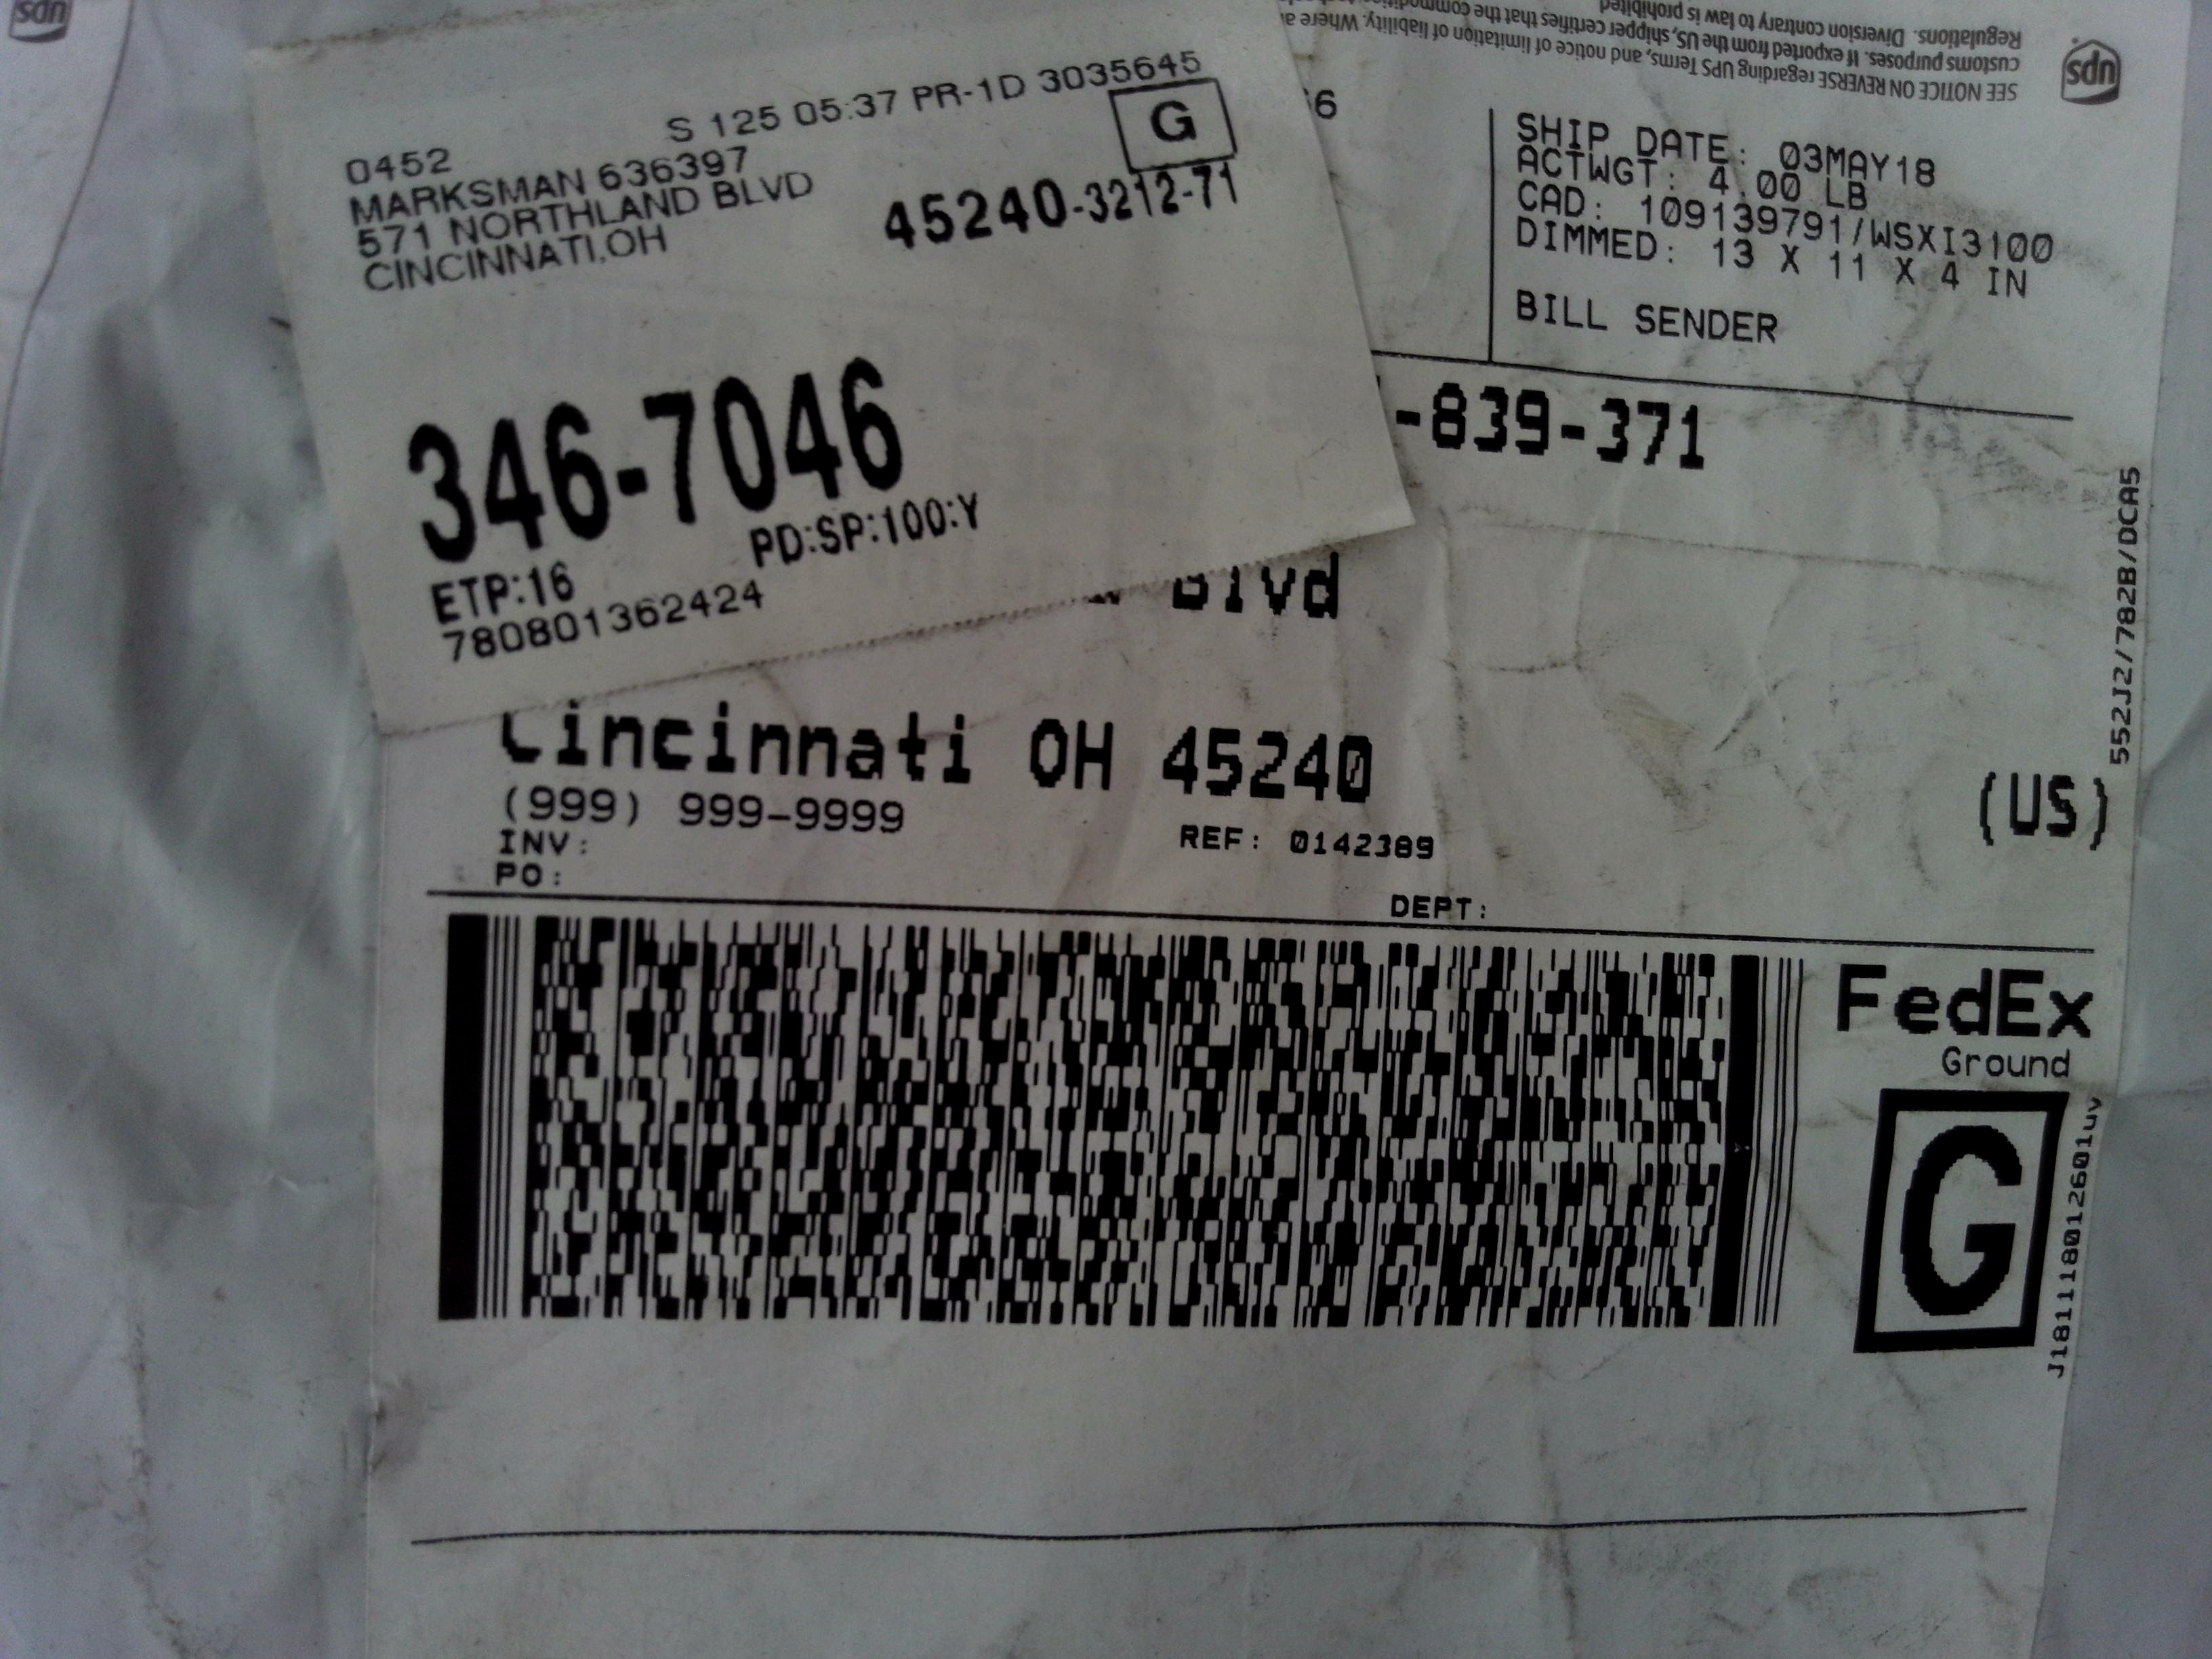 ups
SEE NOTICE ON REVERSE regarding UPS Terms, and notice of limitation of liability. Where
customs purposes. If exported from the US, shipper certifies that the
Regulations. Diversion contrary to law is prohibited
ups
S 125 05:37 PR-1D 3035645
0452
MARKSMAN 636397
571 NORTHLAND BLVD
CINCINNATI,OH
G
45240-3212-71
346-7046
PD:SP:100:Y
ETP:16
780801362424
6
SHIP DATE: 03MAY18
ACTWGT: 4.00 LB
CAD: 109139791/WSXI3100
DIMMED: 13 X 11 X 4 IN
BILL SENDER
-839-371
Blvd
Cincinnati OH 45240
(US)
(999) 999-9999
INV:
REF: 0142389
PO:
DEPT:
552J2/782B/DCA5
FedEx
Ground
G
J181118012601uv